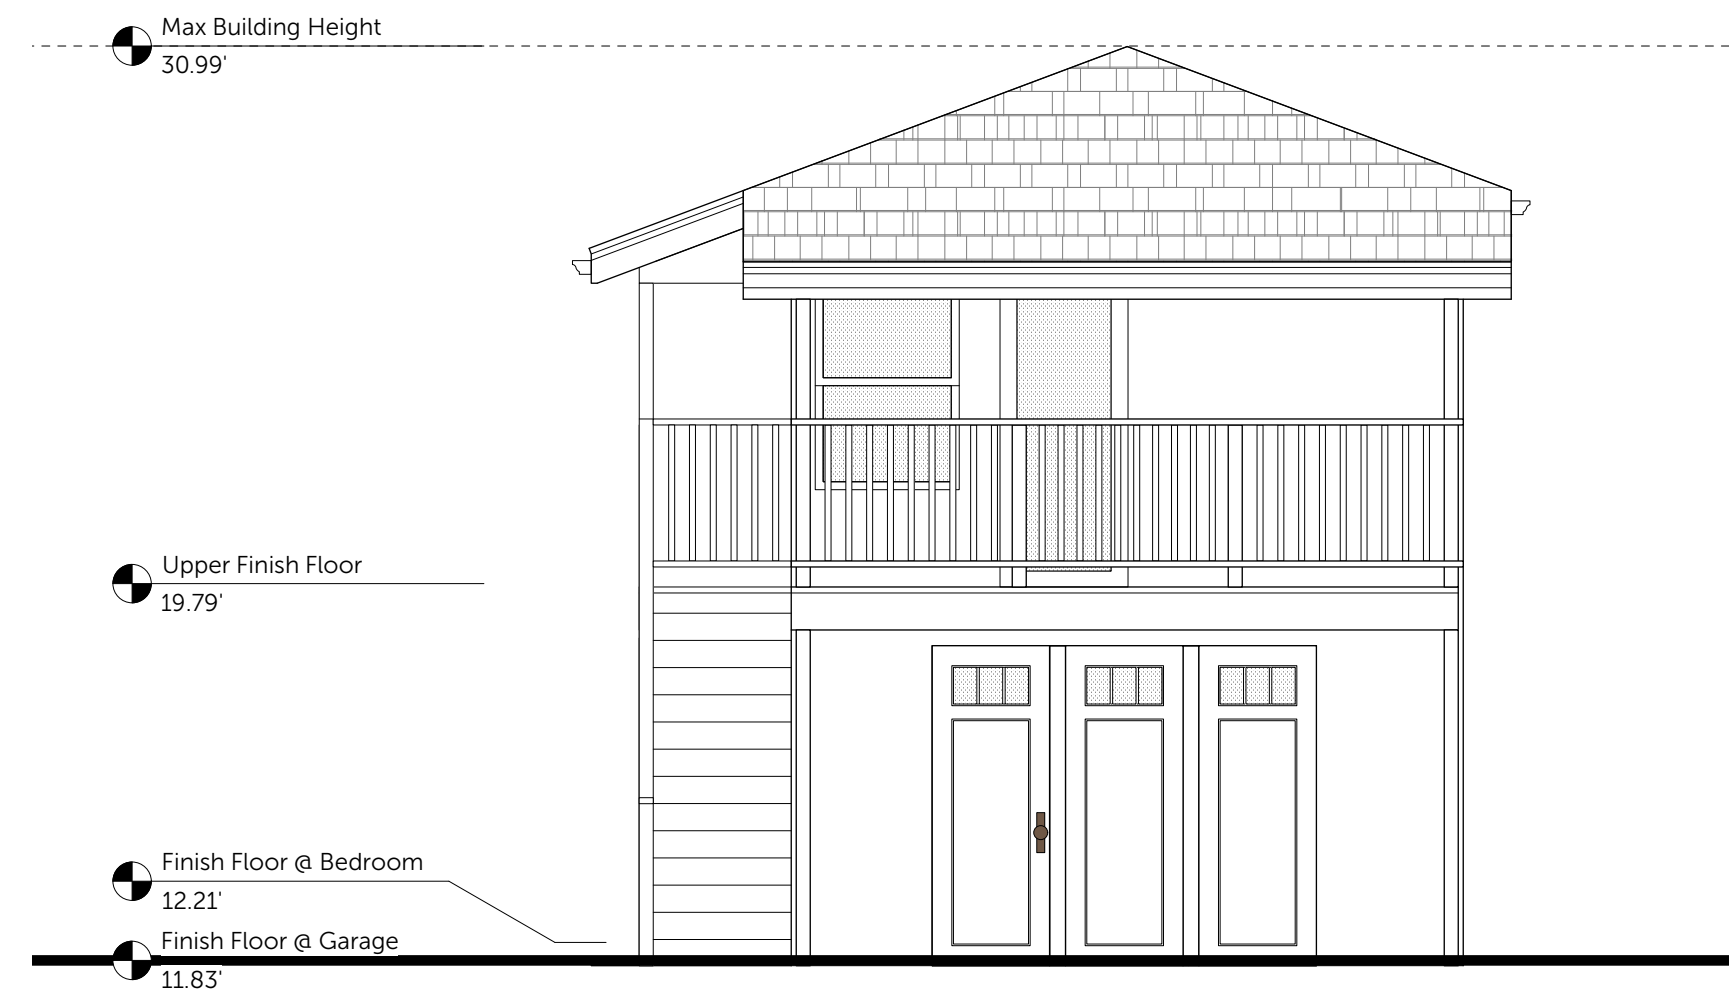 Max Building Height
30.99'
Upper Finish Floor
19.79'
Finish Floor @ Bedroom
12.21'
Finish Floor @ Garage
11.83'